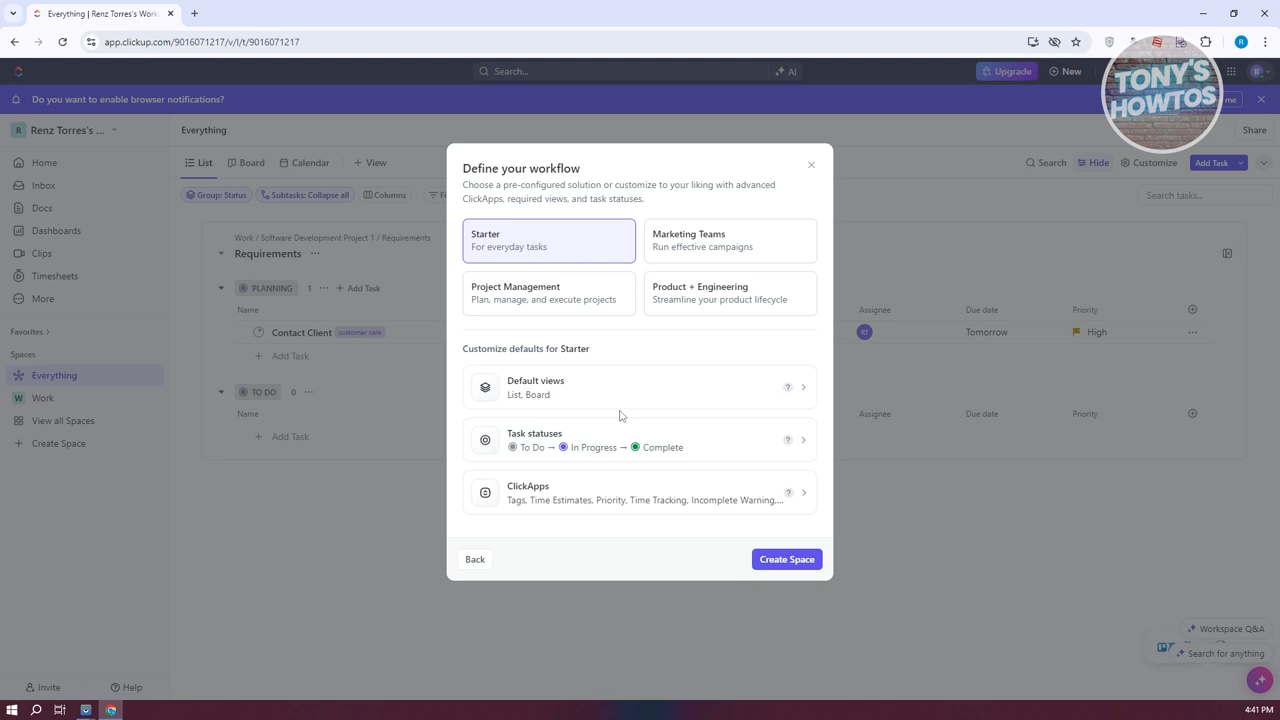 Everything | Renz Torres's Work
app.clickup.com/9016071217/v/l/t/9016071217
R
Search...
AI
Upgrade
New
R
Do you want to enable browser notifications?
me
TONY'S
HOWTOS
R Renz Torres's ...
Everything
Share
List
Board
Calendar
+ View
Search
Hide
Customize
Add Task
Group: Status
Subtasks: Collapse all
Columns
Search tasks...
Home
Inbox
Docs
Dashboards
Clips
Timesheets
More
Favorites
Spaces
Everything
W Work
View all Spaces
+ Create Space
Invite
Help
Work / Software Development Project 1 / Requirements
Requirements ...
PLANNING 1 ... + Add Task
Name
Assignee
Due date
Priority
Contact Client customer care
RT
Tomorrow
High
...
+ Add Task
TO DO 0 ...
Name
Assignee
Due date
Priority
+ Add Task
Define your workflow
Choose a pre-configured solution or customize to your liking with advanced
ClickApps, required views, and task statuses.
Starter
For everyday tasks
Marketing Teams
Run effective campaigns
Project Management
Plan, manage, and execute projects
Product + Engineering
Streamline your product lifecycle
Customize defaults for Starter
Default views
List, Board
?
Task statuses
To Do → In Progress → Complete
?
ClickApps
Tags, Time Estimates, Priority, Time Tracking, Incomplete Warning,...
?
Back
Create Space
Workspace Q&A
Search for anything
4:41 PM